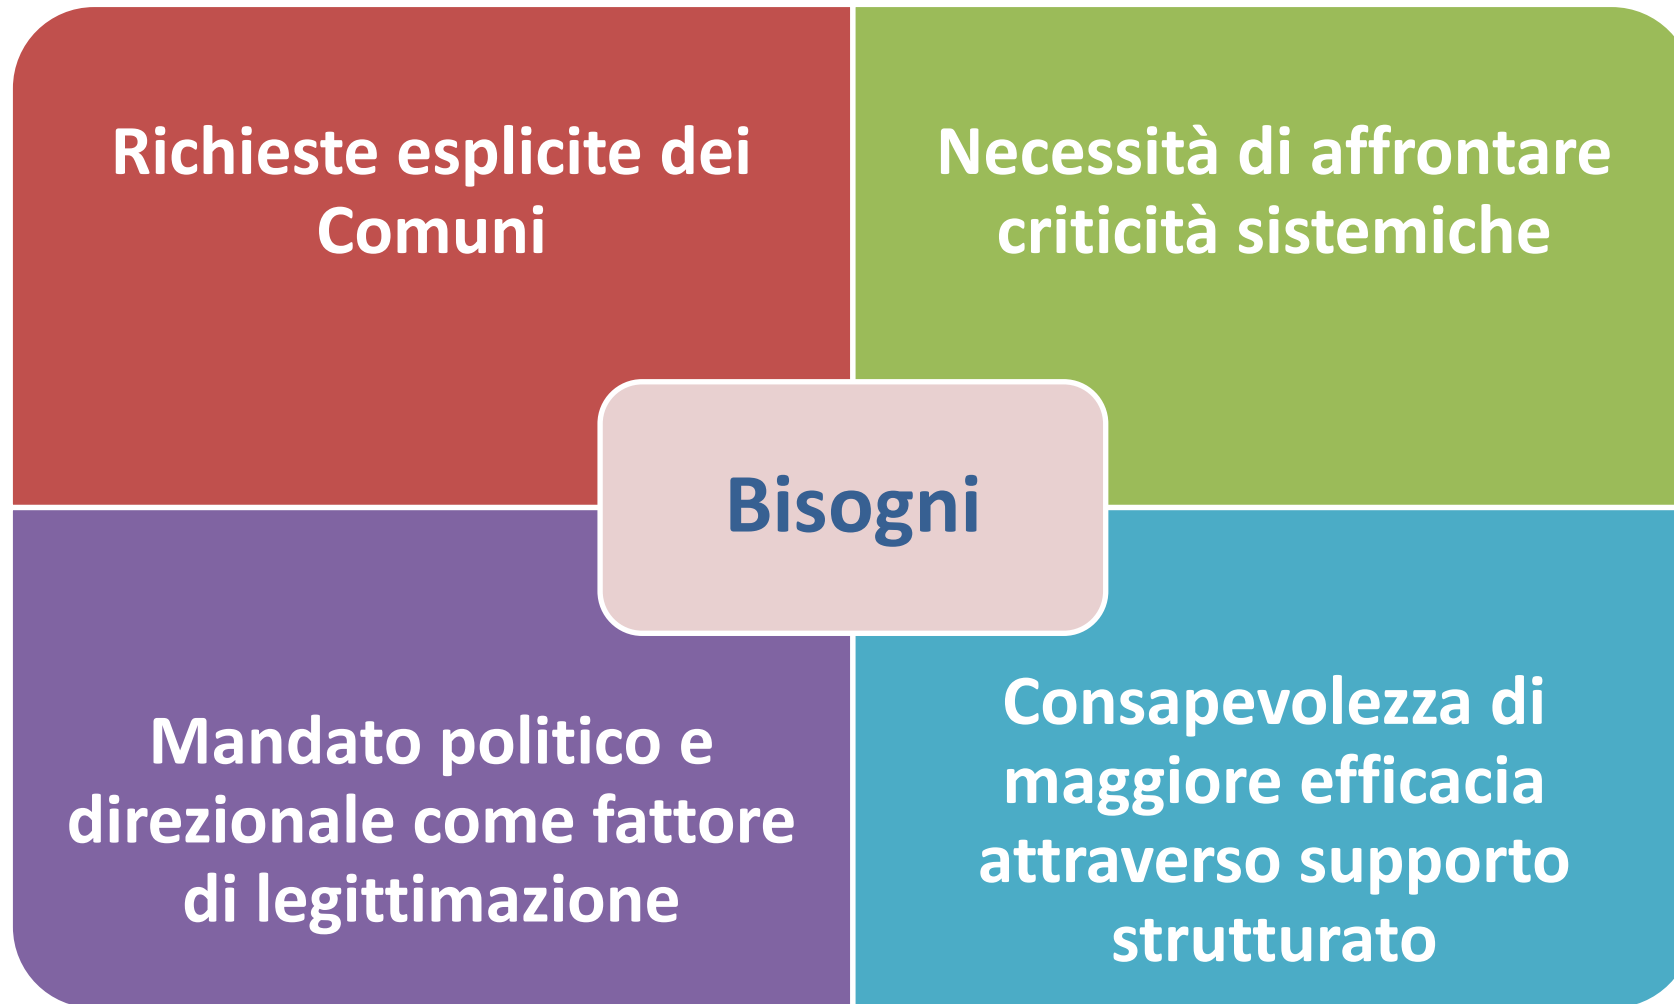 Richieste esplicite dei
Comuni
Necessità di affrontare
criticità sistemiche
Bisogni
Mandato politico e
direzionale come fattore
di legittimazione
Consapevolezza di
maggiore efficacia
attraverso supporto
strutturato